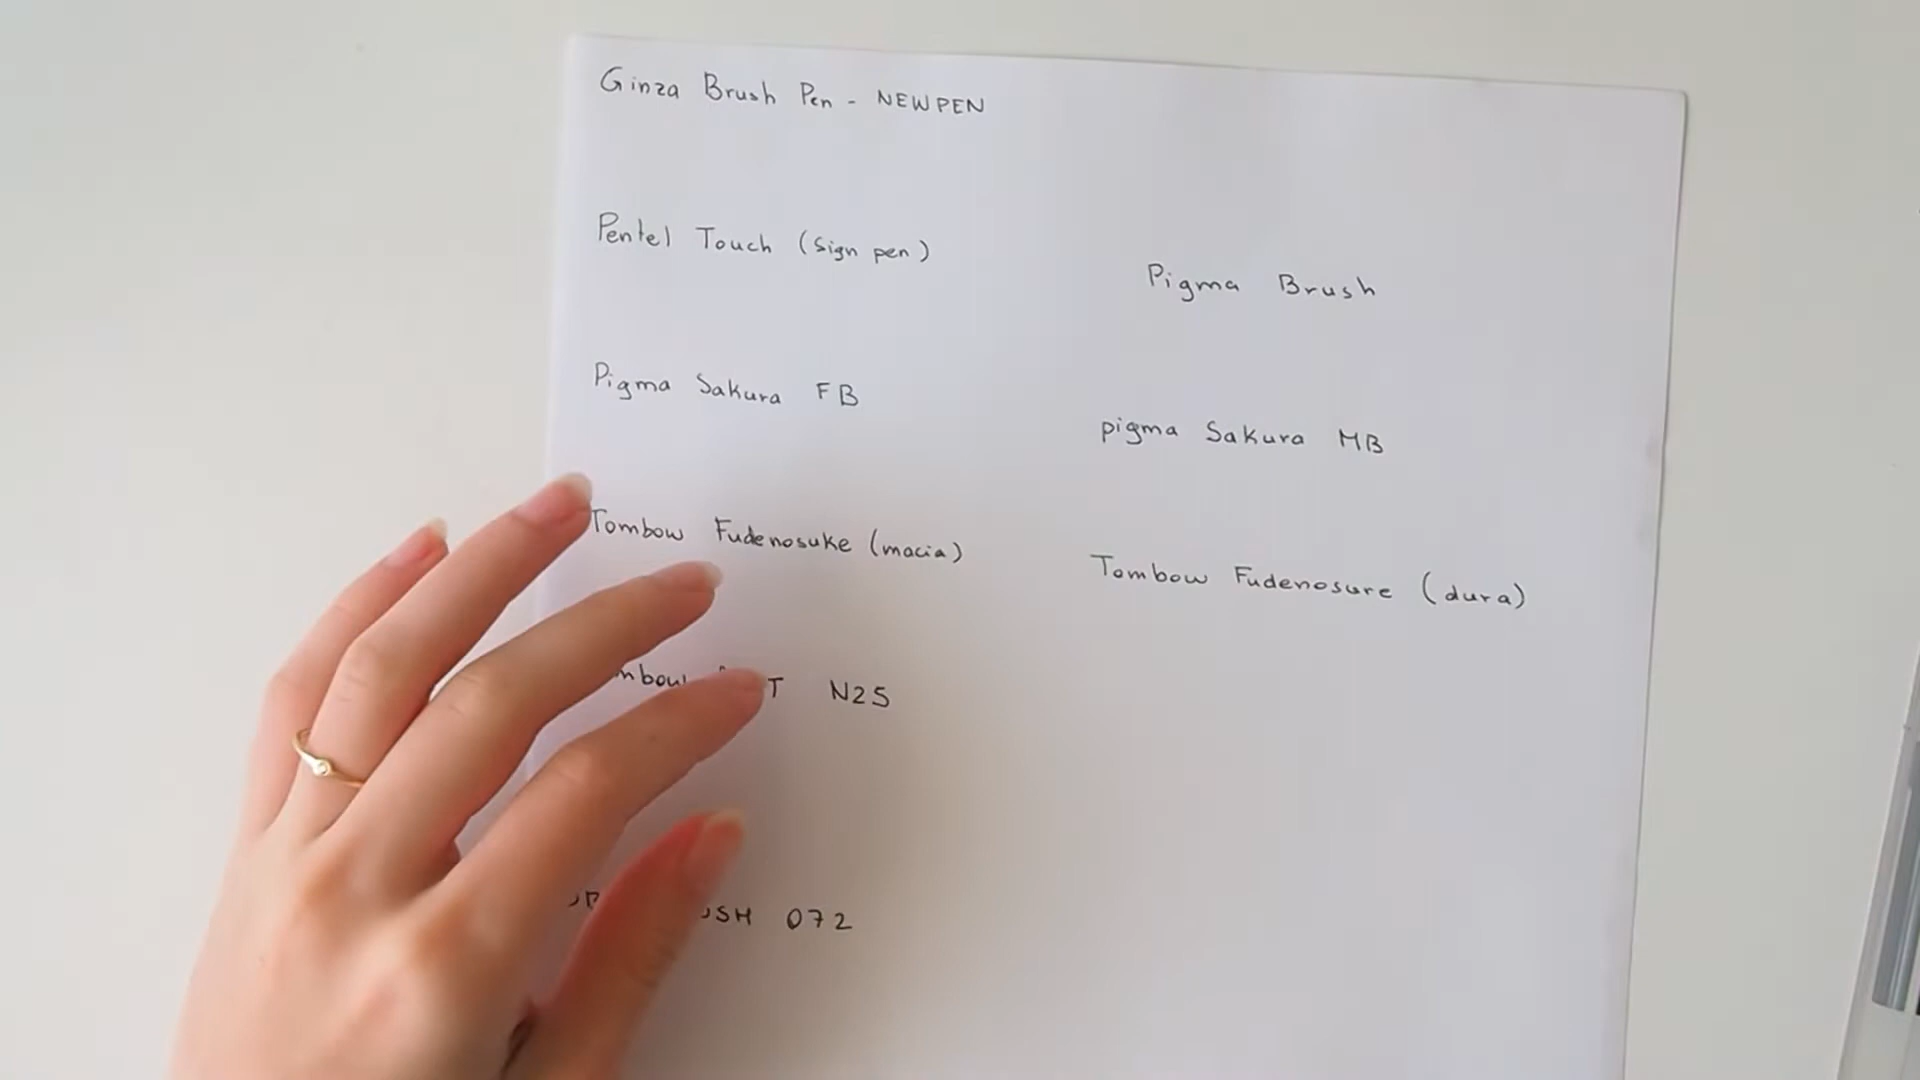 Ginza Brush Pen - NEWPEN
Pentel Touch (sign pen)
Pigma Brush
Pigma Sakura FB
pigma Sakura MB
Tombow Fudenosuke (macia)
Tombow Fudenosure (dura)
N25
072